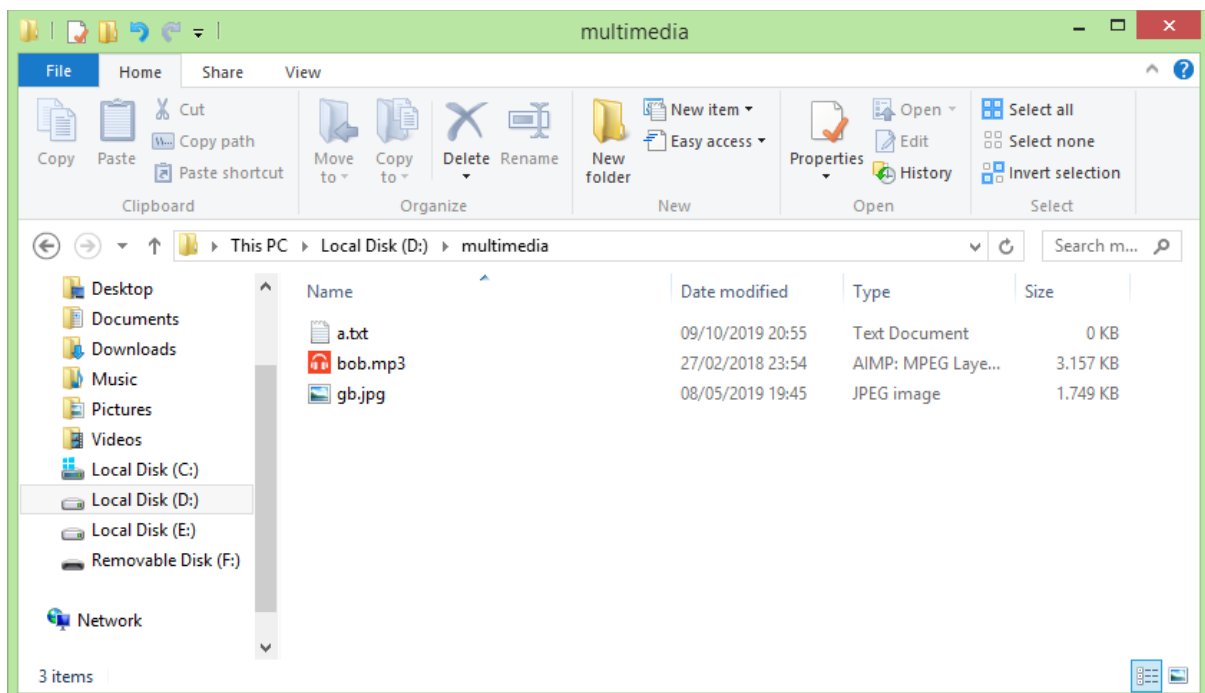 multimedia
File Home Share View
Copy
Paste
Cut
Copy path
Paste shortcut
Clipboard
Move to
Copy to
Delete
Rename
Organize
New folder
New item
Easy access
New
Properties
Open
Edit
History
Open
Select all
Select none
Invert selection
Select
This PC Local Disk (D:) multimedia
Search m...
Desktop
Documents
Downloads
Music
Pictures
Videos
Local Disk (C:)
Local Disk (D:)
Local Disk (E:)
Removable Disk (F:)
Network
Name Date modified Type Size
a.txt 09/10/2019 20:55 Text Document 0 KB
bob.mp3 27/02/2018 23:54 AIMP: MPEG Laye... 3.157 KB
gb.jpg 08/05/2019 19:45 JPEG image 1.749 KB
3 items